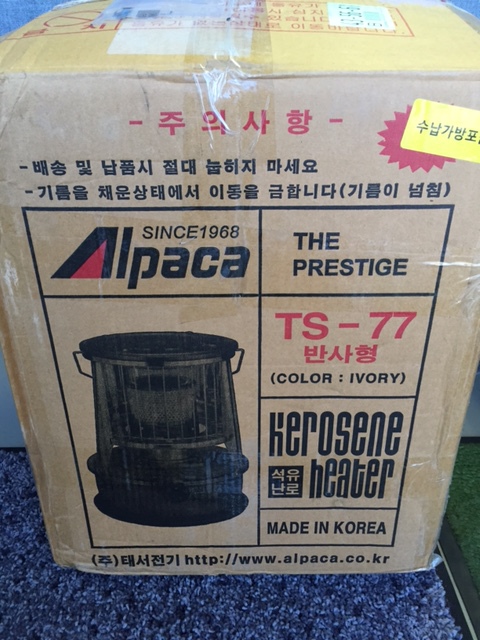 - 주의사항 -
수납가방포
- 배송 및 납품시 절대 눕히지 마세요
- 기름을 채운상태에서 이동을 금합니다(기름이 넘침)
SINCE1968
Alpaca
THE
PRESTIGE
TS-77
반사형
(COLOR : IVORY)
Kerosene
석유
난로
heater
MADE IN KOREA
(주)태서전기 http://www.alpaca.co.kr